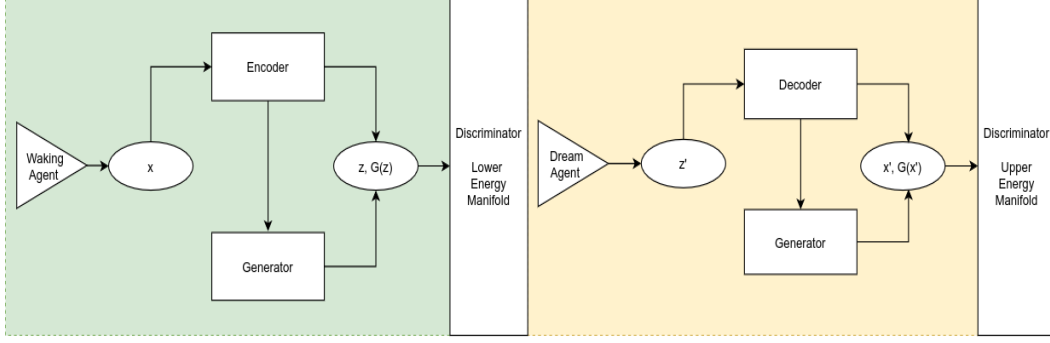 Waking
Agent
x
Encoder
Generator
z, G(z)
Discriminator
Lower
Energy
Manifold
Dream
Agent
z'
Decoder
Generator
x', G(x')
Discriminator
Upper
Energy
Manifold